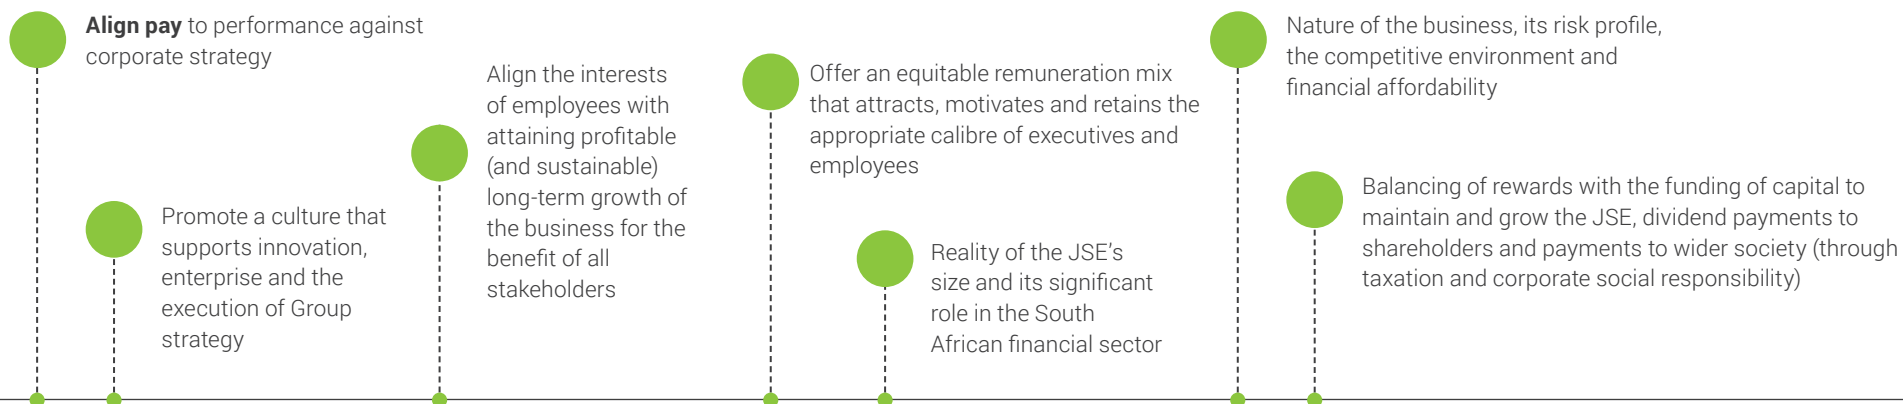 Align pay to performance against
corporate strategy
Promote a culture that
supports innovation,
enterprise and the
execution of Group
strategy
Align the interests
of employees with
attaining profitable
(and sustainable)
long-term growth of
the business for the
benefit of all
stakeholders
Offer an equitable remuneration mix
that attracts, motivates and retains the
appropriate calibre of executives and
employees
Reality of the JSE’s
size and its significant
role in the South
African financial sector
Nature of the business, its risk profile,
the competitive environment and
financial affordability
Balancing of rewards with the funding of capital to
maintain and grow the JSE, dividend payments to
shareholders and payments to wider society (through
taxation and corporate social responsibility)